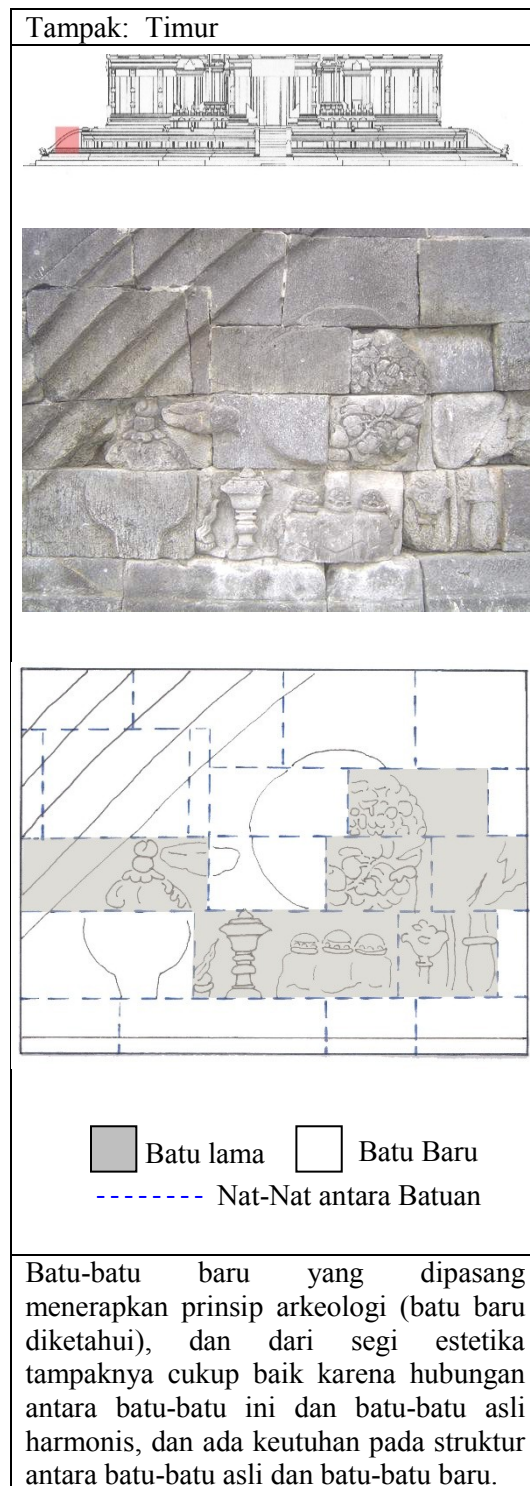 Tampak: Timur
Batu lama
Batu Baru
Nat-Nat antara Batuan
Batu-batu baru yang dipasang
menerapkan prinsip arkeologi (batu baru
diketahui), dan dari segi estetika
tampaknya cukup baik karena hubungan
antara batu-batu ini dan batu-batu asli
harmonis, dan ada keutuhan pada struktur
antara batu-batu asli dan batu-batu baru.